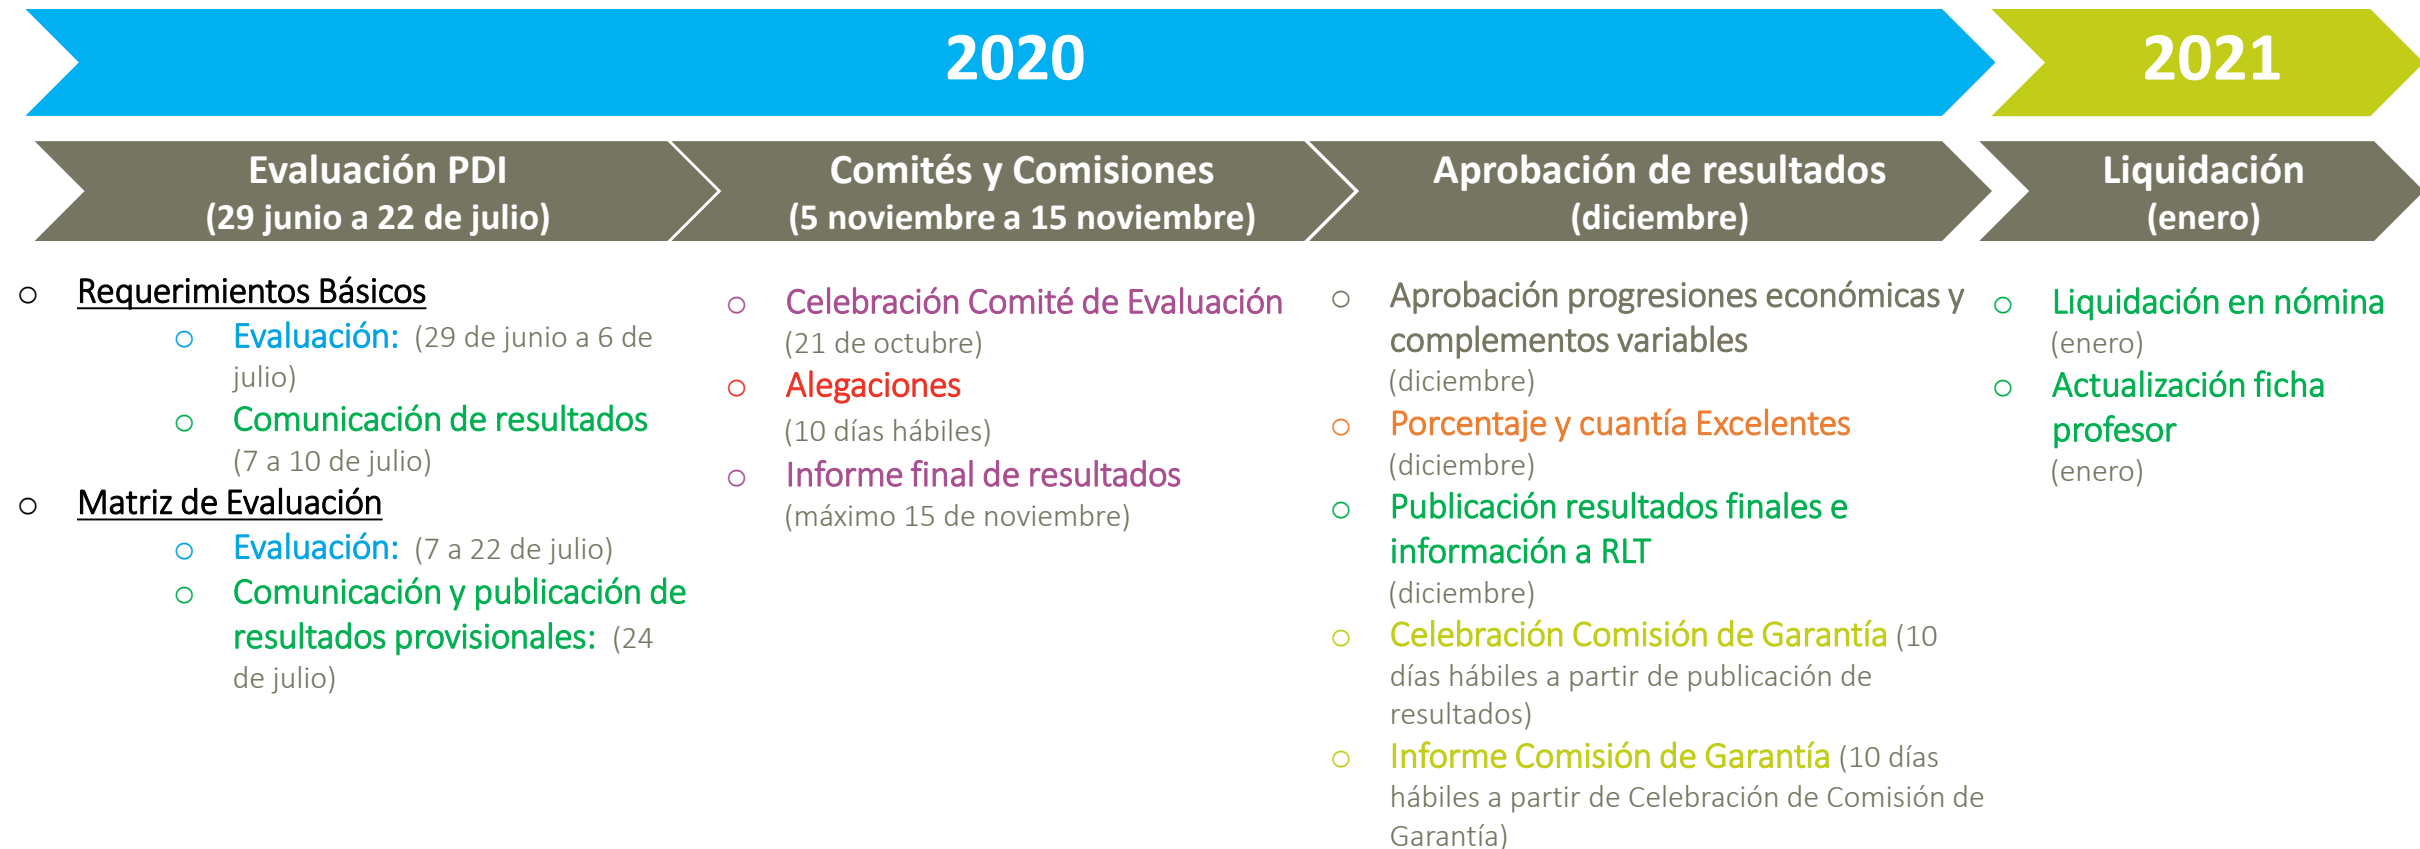 2020
2021
Evaluación PDI
(29 junio a 22 de julio)
Comités y Comisiones
(5 noviembre a 15 noviembre)
Aprobación de resultados
(diciembre)
Liquidación
(enero)
o Requerimientos Básicos
o Evaluación: (29 de junio a 6 de
julio)
o Comunicación de resultados
(7 a 10 de julio)
o Matriz de Evaluación
o Evaluación: (7 a 22 de julio)
o Comunicación y publicación de
resultados provisionales: (24
de julio)
o Celebración Comité de Evaluación
(21 de octubre)
o Alegaciones
(10 días hábiles)
o Informe final de resultados
(máximo 15 de noviembre)
o Aprobación progresiones económicas y
complementos variables
(diciembre)
o Porcentaje y cuantía Excelentes
(diciembre)
o Publicación resultados finales e
información a RLT
(diciembre)
o Celebración Comisión de Garantía (10
días hábiles a partir de publicación de
resultados)
o Informe Comisión de Garantía (10 días
hábiles a partir de Celebración de Comisión de
Garantía)
o Liquidación en nómina
(enero)
o Actualización ficha
profesor
(enero)